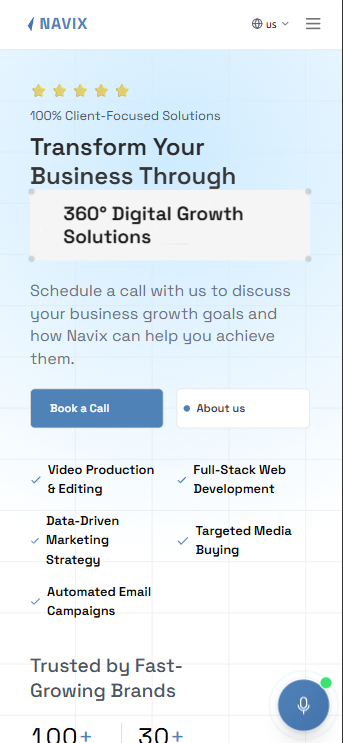 NAVIX
us
100% Client-Focused Solutions
Transform Your
Business Through
360° Digital Growth
Solutions
Schedule a call with us to discuss
your business growth goals and
how Navix can help you achieve
them.
Book a Call
About us
Video Production
& Editing
Full-Stack Web
Development
Data-Driven
Marketing
Strategy
Targeted Media
Buying
Automated Email
Campaigns
Trusted by Fast-
Growing Brands
100+
30+